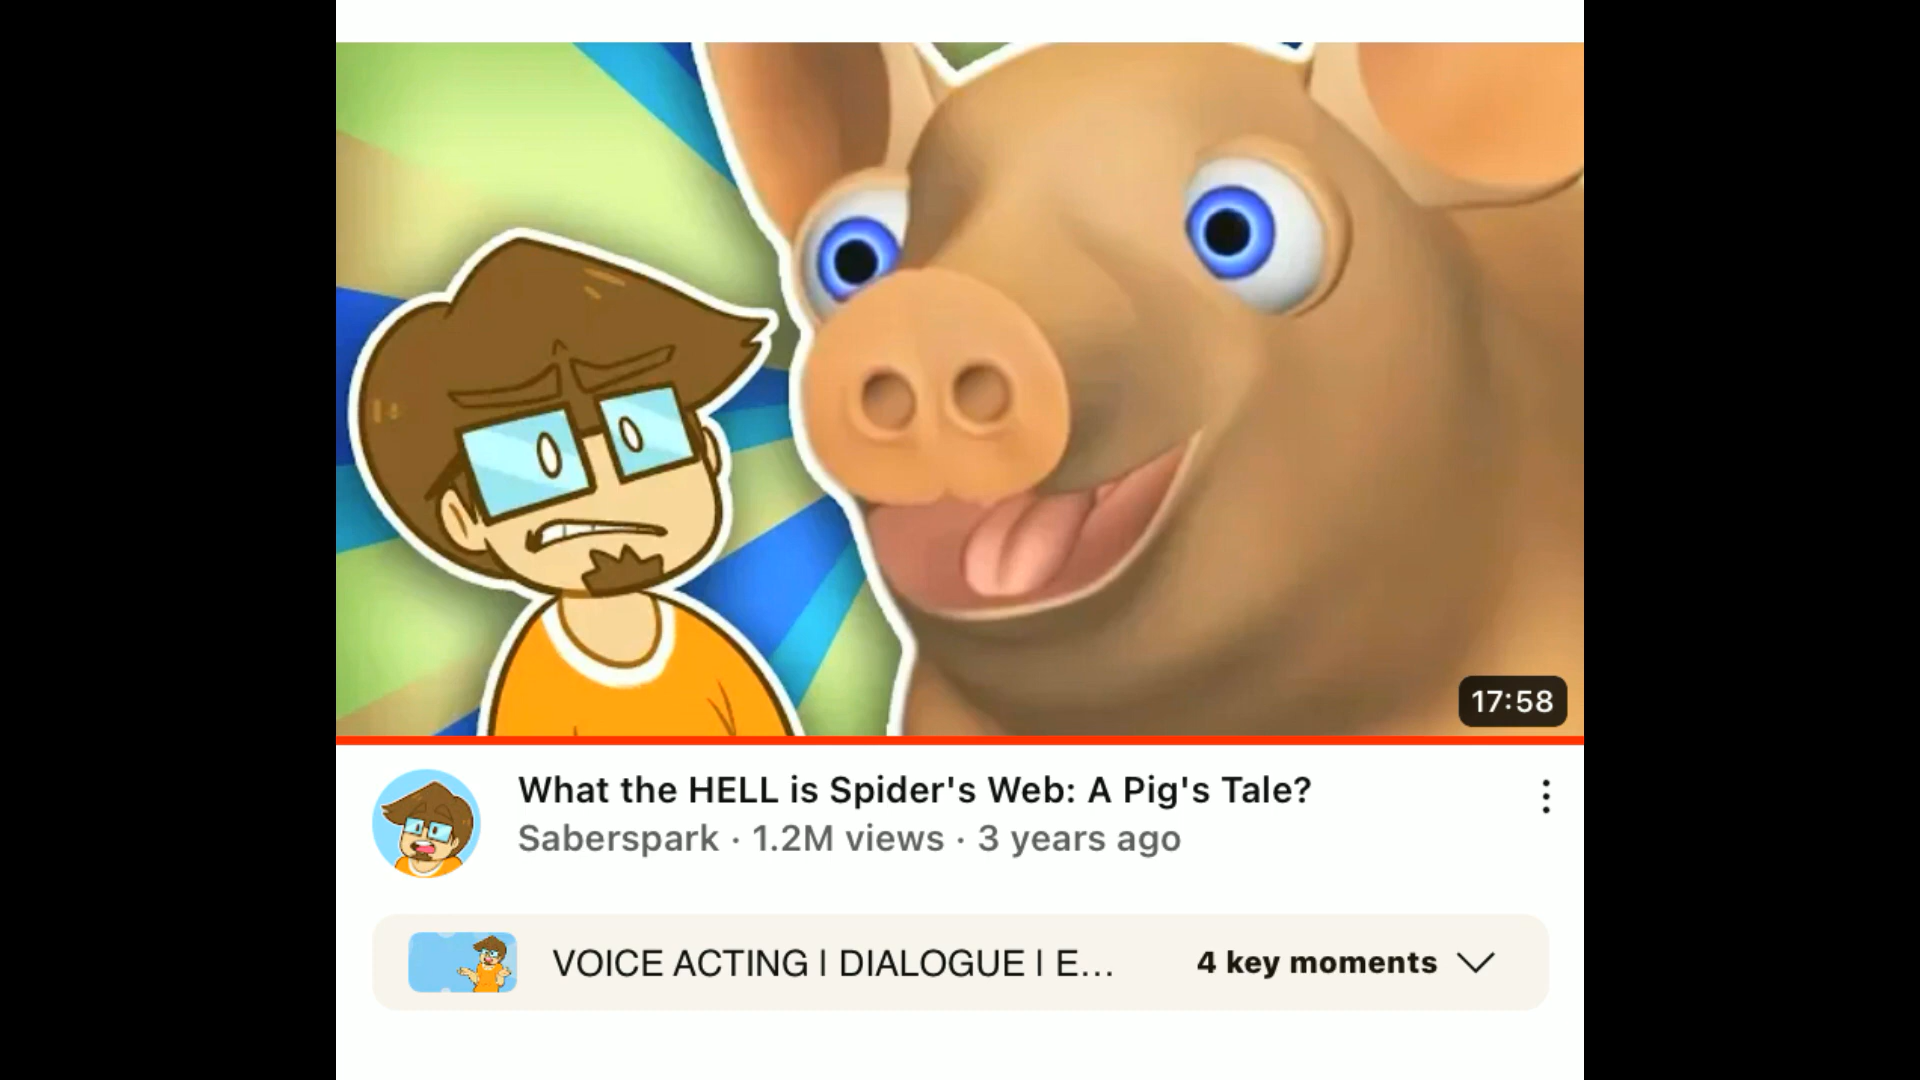 17:58
What the HELL is Spider's Web: A Pig's Tale?
Saberspark · 1.2M views · 3 years ago
VOICE ACTING | DIALOGUE | E... 4 key moments